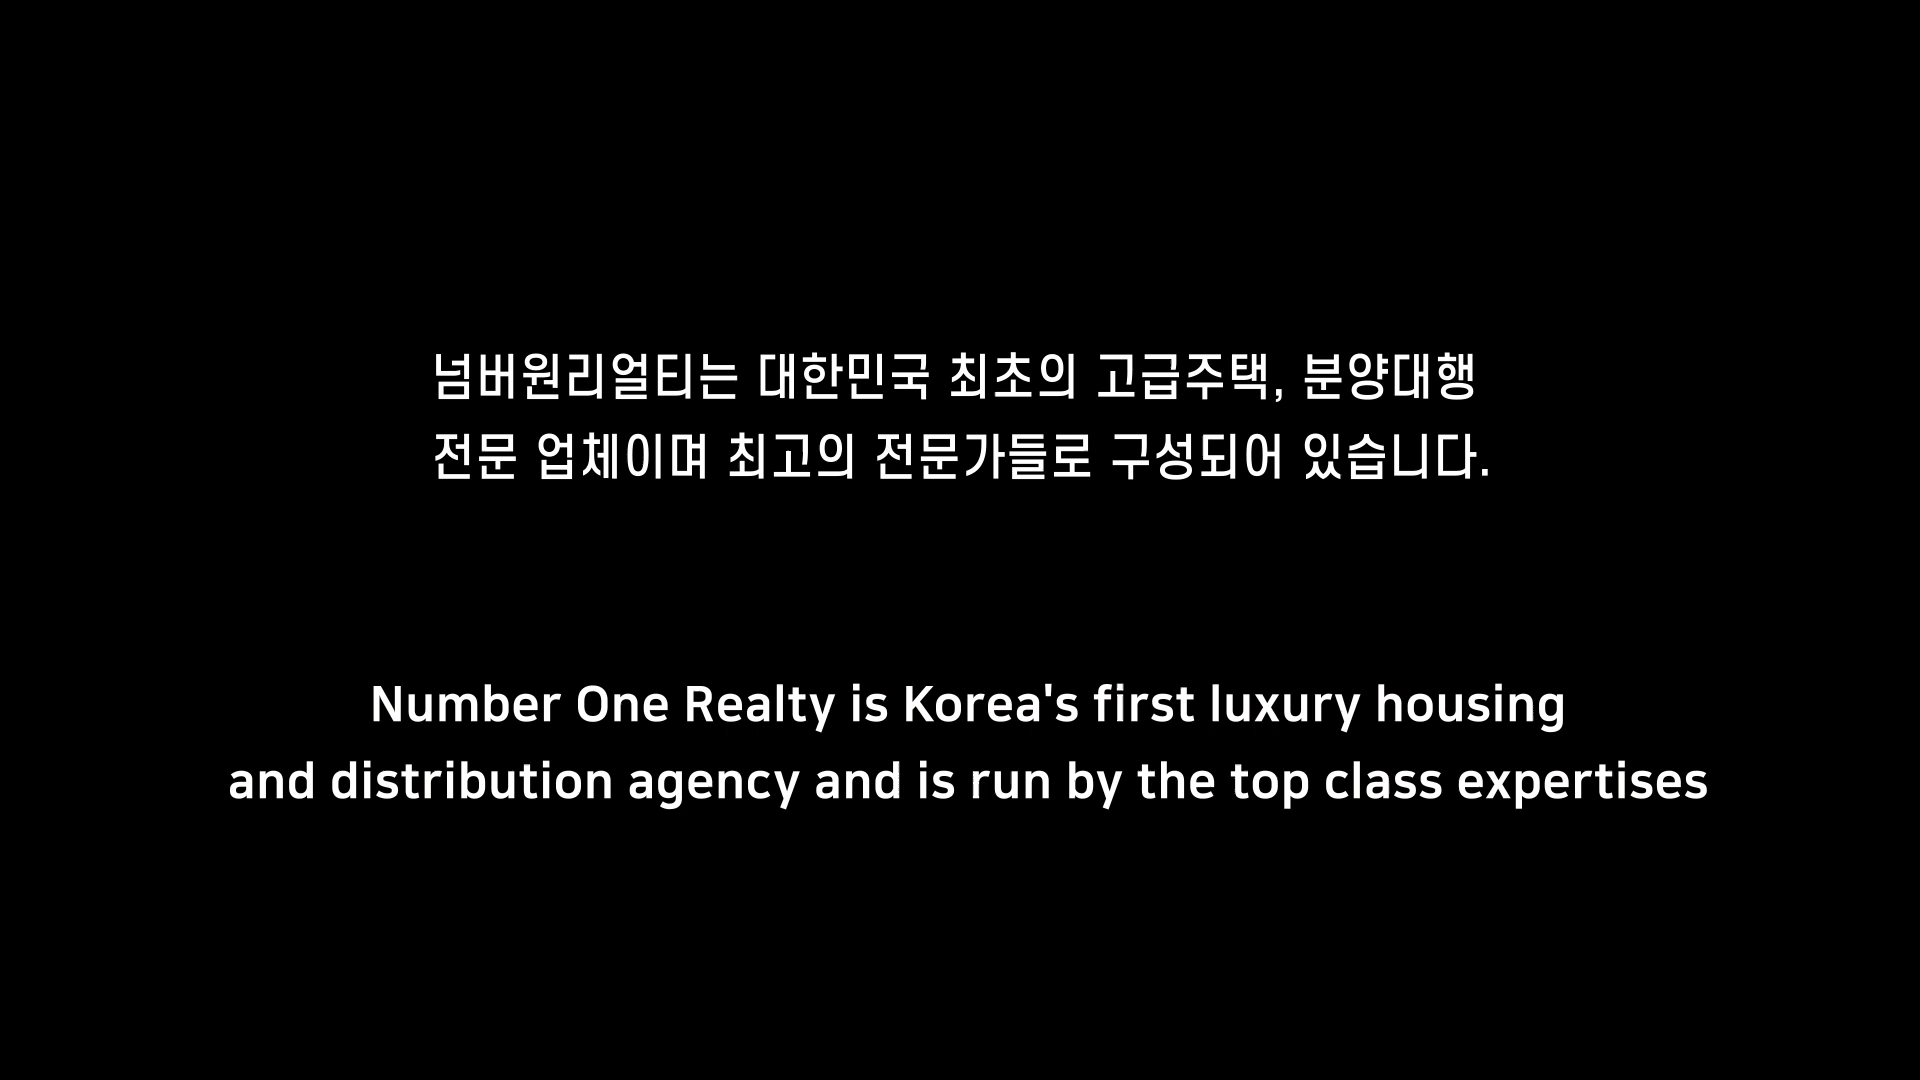 넘버원리얼티는 대한민국 최초의 고급주택, 분양대행
전문 업체이며 최고의 전문가들로 구성되어 있습니다.
Number One Realty is Korea's first luxury housing
and distribution agency and is run by the top class expertises